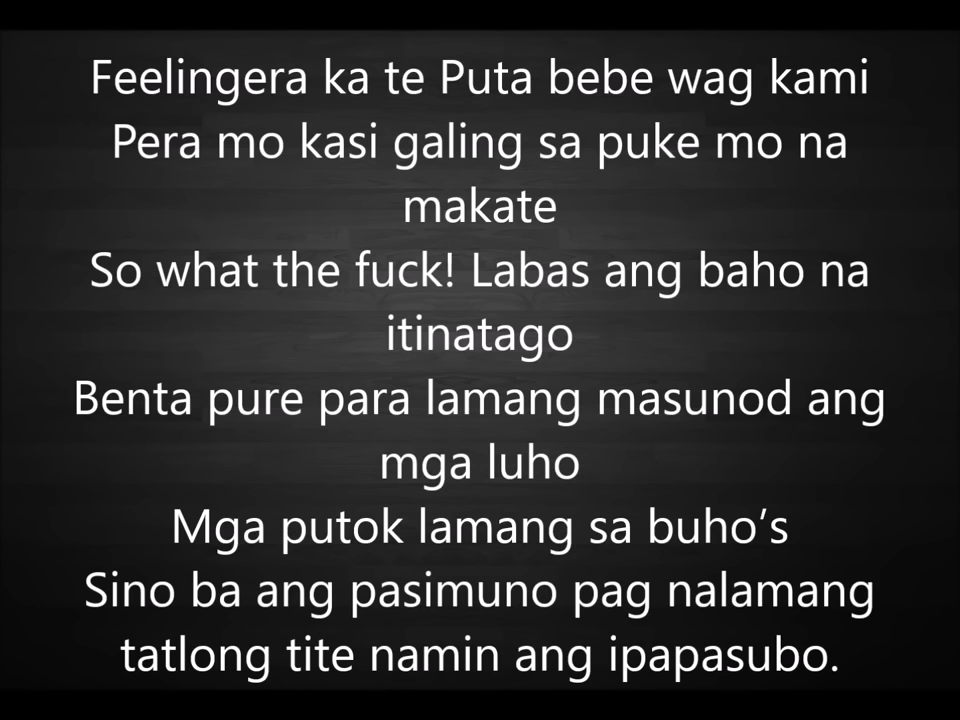 Feelingera ka te Puta bebe wag kami
Pera mo kasi galing sa puke mo na
makate
So what the fuck! Labas ang baho na
itinatago
Benta pure para lamang masunod ang
mga luho
Mga putok lamang sa buho’s
Sino ba ang pasimuno pag nalamang
tatlong tite namin ang ipapasubo.